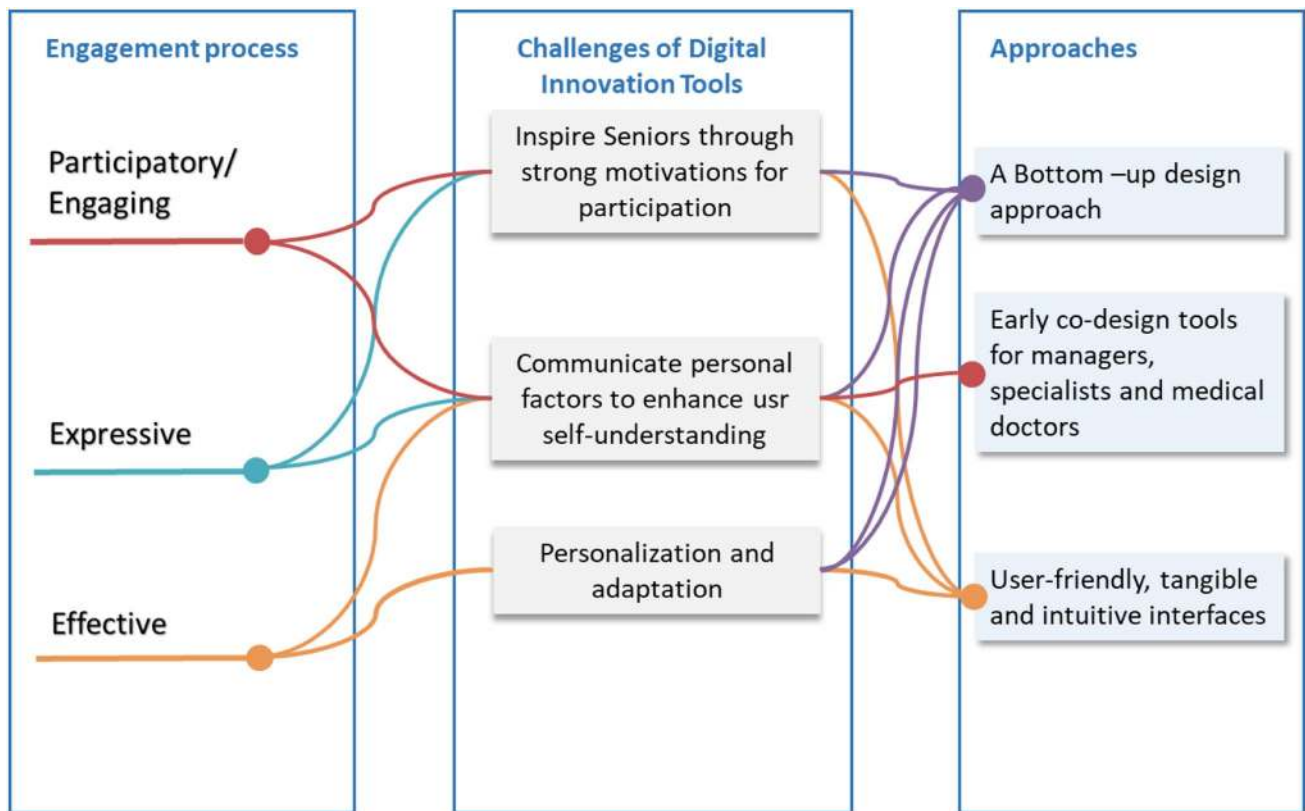 Engagement process
Participatory/
Engaging
Expressive
Effective
Challenges of Digital
Innovation Tools
Inspire Seniors through
strong motivations for
participation
Communicate personal
factors to enhance usr
self-understanding
Personalization and
adaptation
Approaches
A Bottom –up design
approach
Early co-design tools
for managers,
specialists and medical
doctors
User-friendly, tangible
and intuitive interfaces